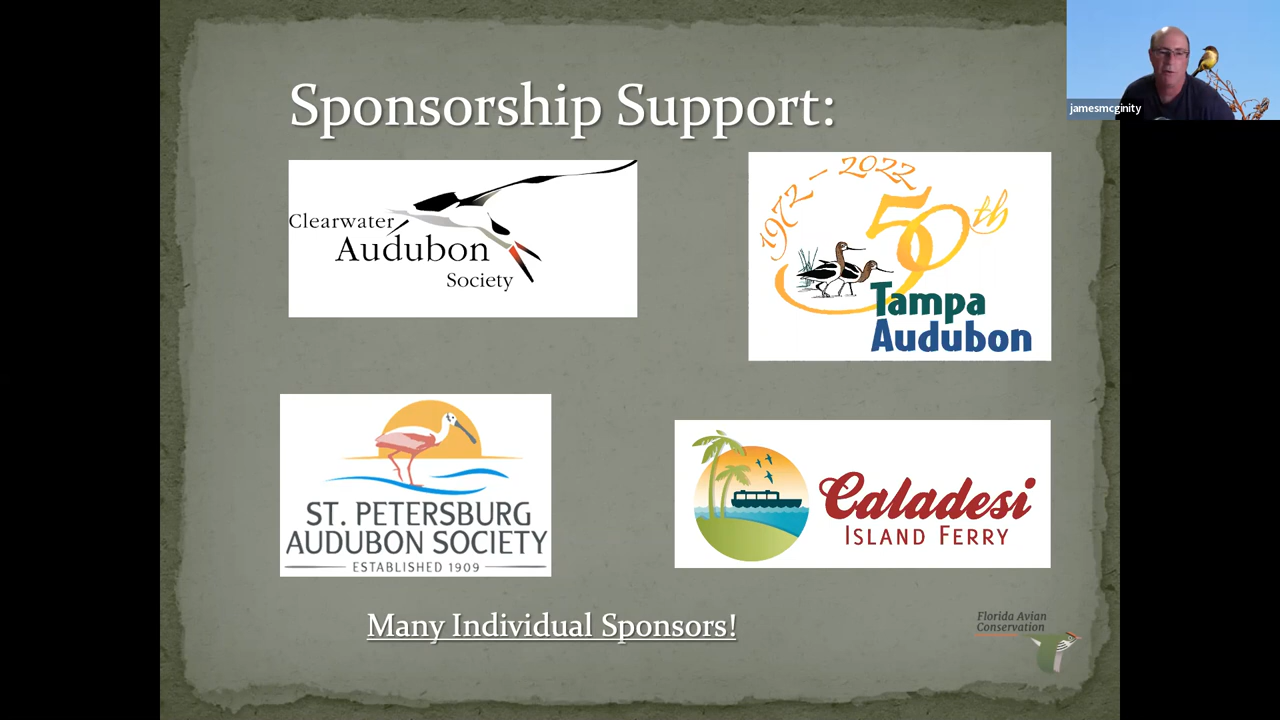 Sponsorship Support:
jamesmcginity
Clearwater
Audubon
Society
1972 - 2022
50th
Tampa
Audubon
ST. PETERSBURG
AUDUBON SOCIETY
ESTABLISHED 1909
Caladesi
ISLAND FERRY
Many Individual Sponsors!
Florida Avian
Conservation